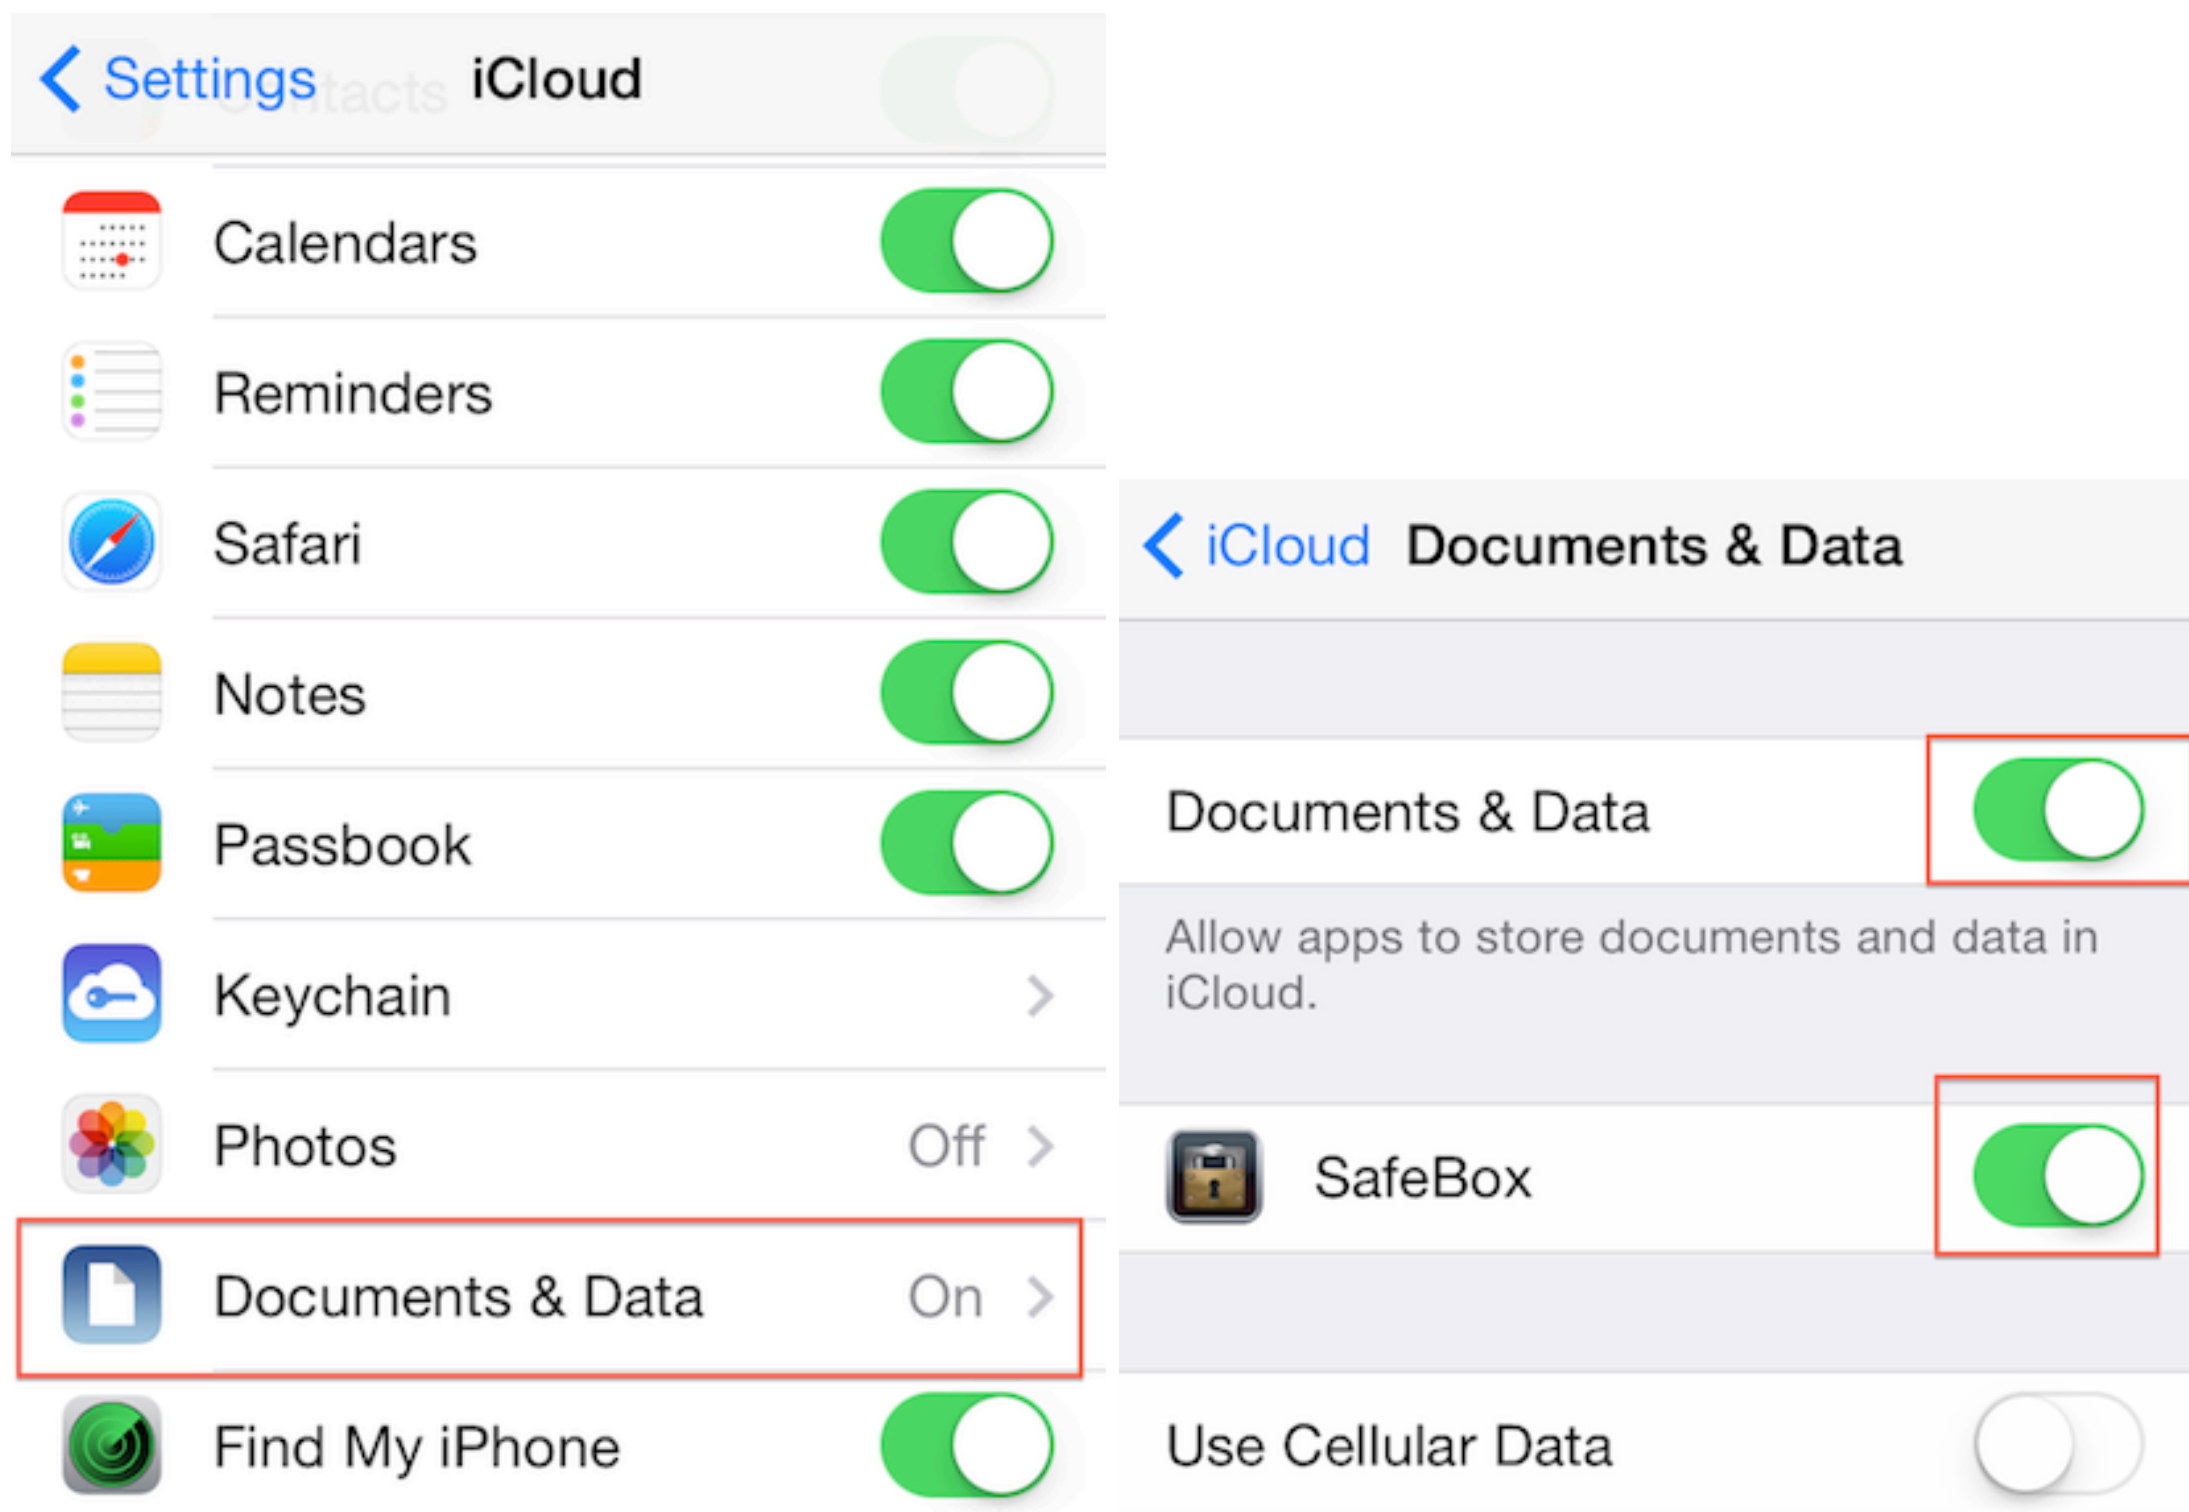 Settings
Contacts
iCloud
Calendars
Reminders
Safari
Notes
Passbook
Keychain
Photos
Off
Documents & Data
On
Find My iPhone
iCloud
Documents & Data
Documents & Data
Allow apps to store documents and data in
iCloud.
SafeBox
Use Cellular Data